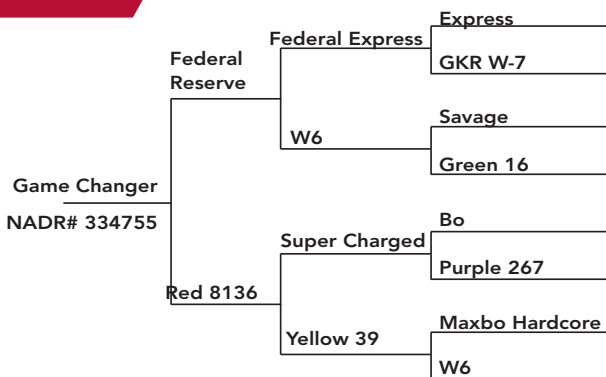 Express
Federal Express
GKR W-7
Federal
Reserve
Savage
W6
Green 16
Game Changer
NADR# 334755
Bo
Super Charged
Purple 267
Red 8136
Maxbo Hardcore
Yellow 39
W6